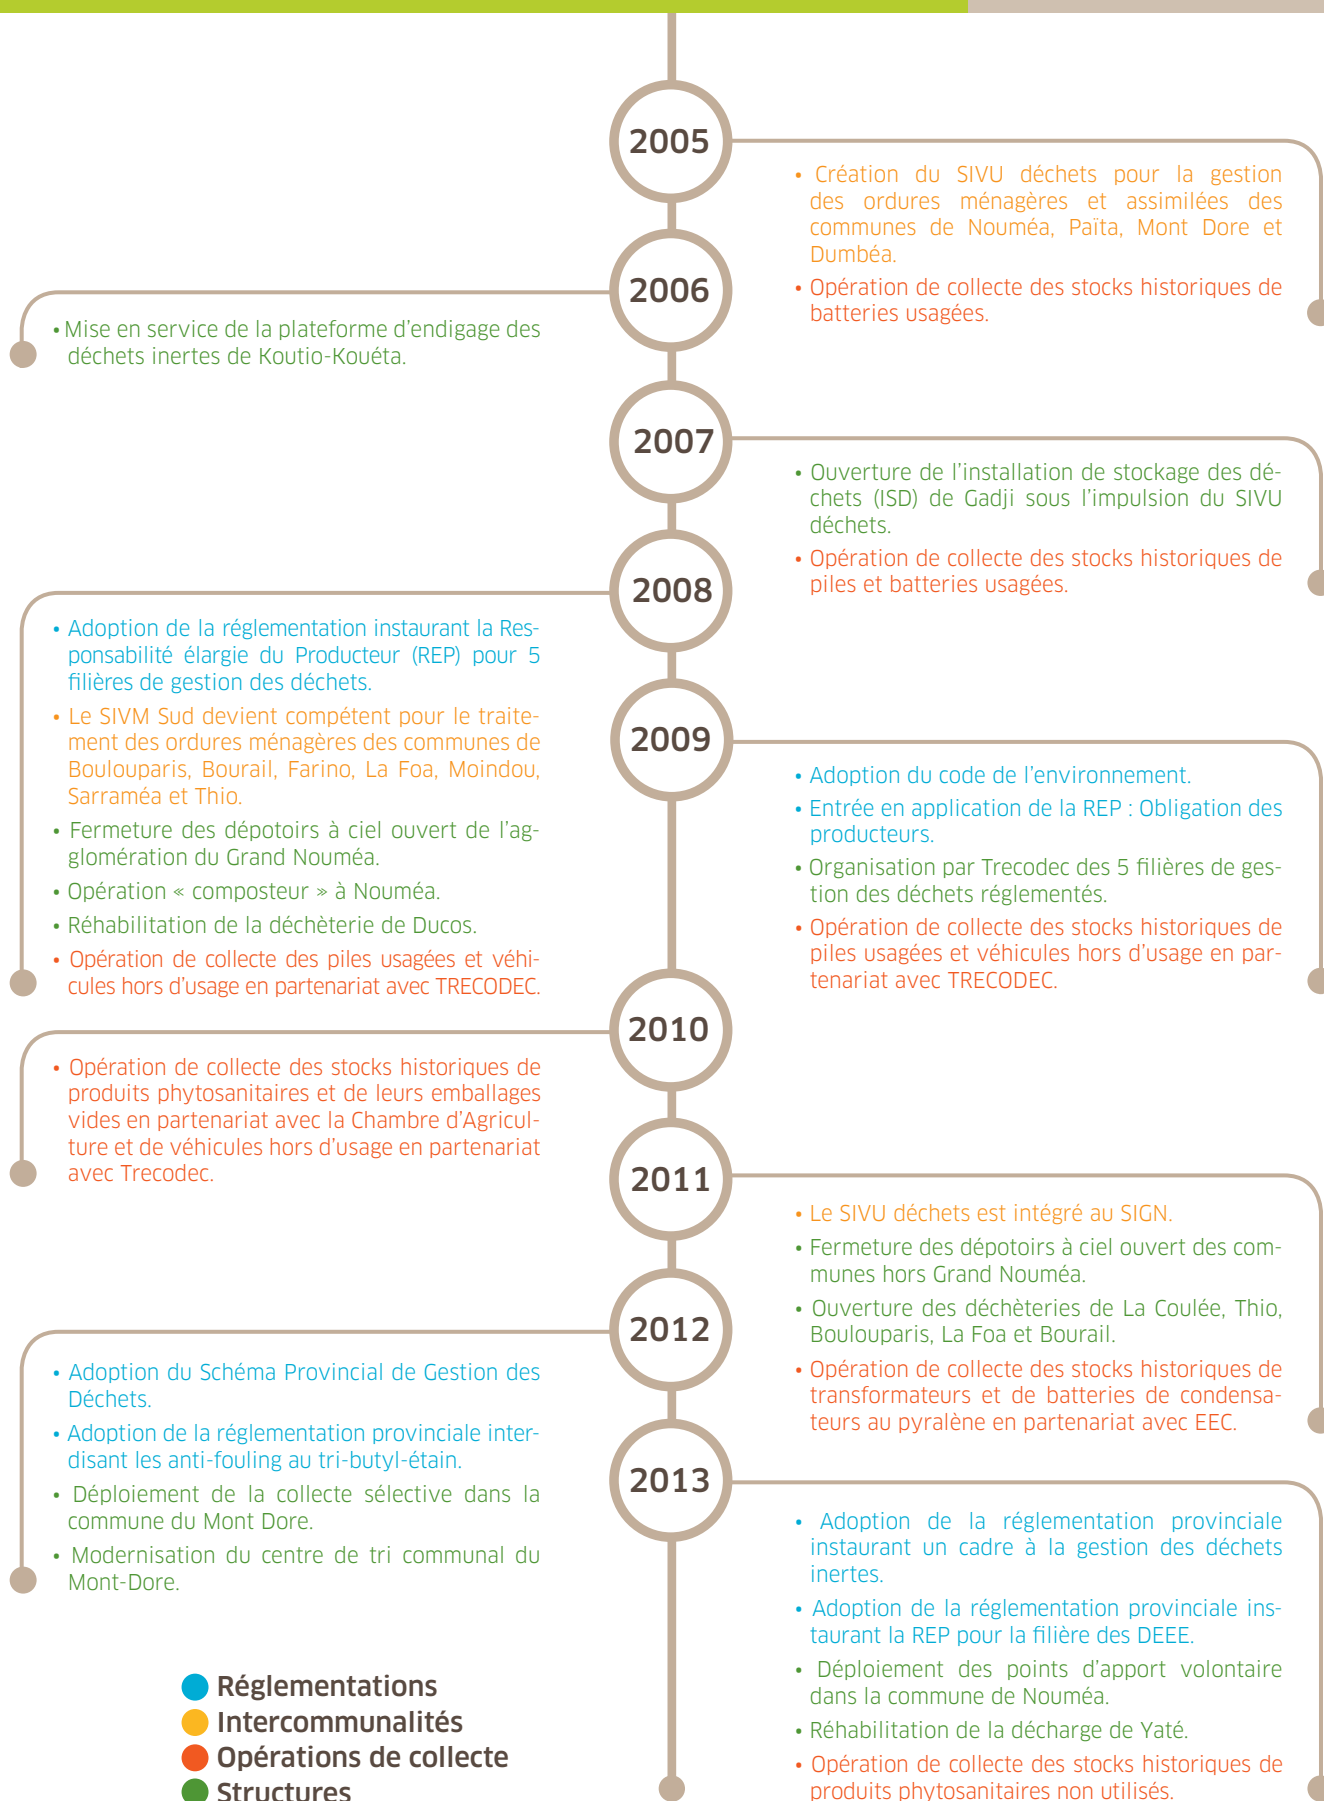 2005
• Création du SIVU déchets pour la gestion
des ordures ménagères et assimilées des
communes de Nouméa, Païta, Mont Dore et
Dumbéa.
• Opération de collecte des stocks historiques de
batteries usagées.
2006
• Mise en service de la plateforme d'endigage des
déchets inertes de Koutio-Kouéta.
2007
• Ouverture de l'installation de stockage des dé-
chets (ISD) de Gadji sous l'impulsion du SIVU
déchets.
• Opération de collecte des stocks historiques de
piles et batteries usagées.
2008
• Adoption de la réglementation instaurant la Res-
ponsabilité élargie du Producteur (REP) pour 5
filières de gestion des déchets.
• Le SIVM Sud devient compétent pour le traite-
ment des ordures ménagères des communes de
Boulouparis, Bourail, Farino, La Foa, Moindou,
Sarraméa et Thio.
• Fermeture des dépotoirs à ciel ouvert de l'ag-
glomération du Grand Nouméa.
• Opération « composteur » à Nouméa.
• Réhabilitation de la déchèterie de Ducos.
• Opération de collecte des piles usagées et véhi-
cules hors d'usage en partenariat avec TRECODEC.
2009
• Adoption du code de l'environnement.
• Entrée en application de la REP : Obligation des
producteurs.
• Organisation par Trecodec des 5 filières de ges-
tion des déchets réglementés.
• Opération de collecte des stocks historiques de
piles usagées et véhicules hors d'usage en par-
tenariat avec TRECODEC.
2010
• Opération de collecte des stocks historiques de
produits phytosanitaires et de leurs emballages
vides en partenariat avec la Chambre d'Agricul-
ture et de véhicules hors d'usage en partenariat
avec Trecodec.
2011
• Le SIVU déchets est intégré au SIGN.
• Fermeture des dépotoirs à ciel ouvert des com-
munes hors Grand Nouméa.
• Ouverture des déchèteries de La Coulée, Thio,
Boulouparis, La Foa et Bourail.
• Opération de collecte des stocks historiques de
transformateurs et de batteries de condensa-
teurs au pyralène en partenariat avec EEC.
2012
• Adoption du Schéma Provincial de Gestion des
Déchets.
• Adoption de la réglementation provinciale inter-
disant les anti-fouling au tri-butyl-étain.
• Déploiement de la collecte sélective dans la
commune du Mont Dore.
• Modernisation du centre de tri communal du
Mont-Dore.
2013
• Adoption de la réglementation provinciale
instaurant un cadre à la gestion des déchets
inertes.
• Adoption de la réglementation provinciale ins-
taurant la REP pour la filière des DEEE.
• Déploiement des points d'apport volontaire
dans la commune de Nouméa.
• Réhabilitation de la décharge de Yaté.
• Opération de collecte des stocks historiques de
produits phytosanitaires non utilisés.
Réglementations
Intercommunalités
Opérations de collecte
Structures